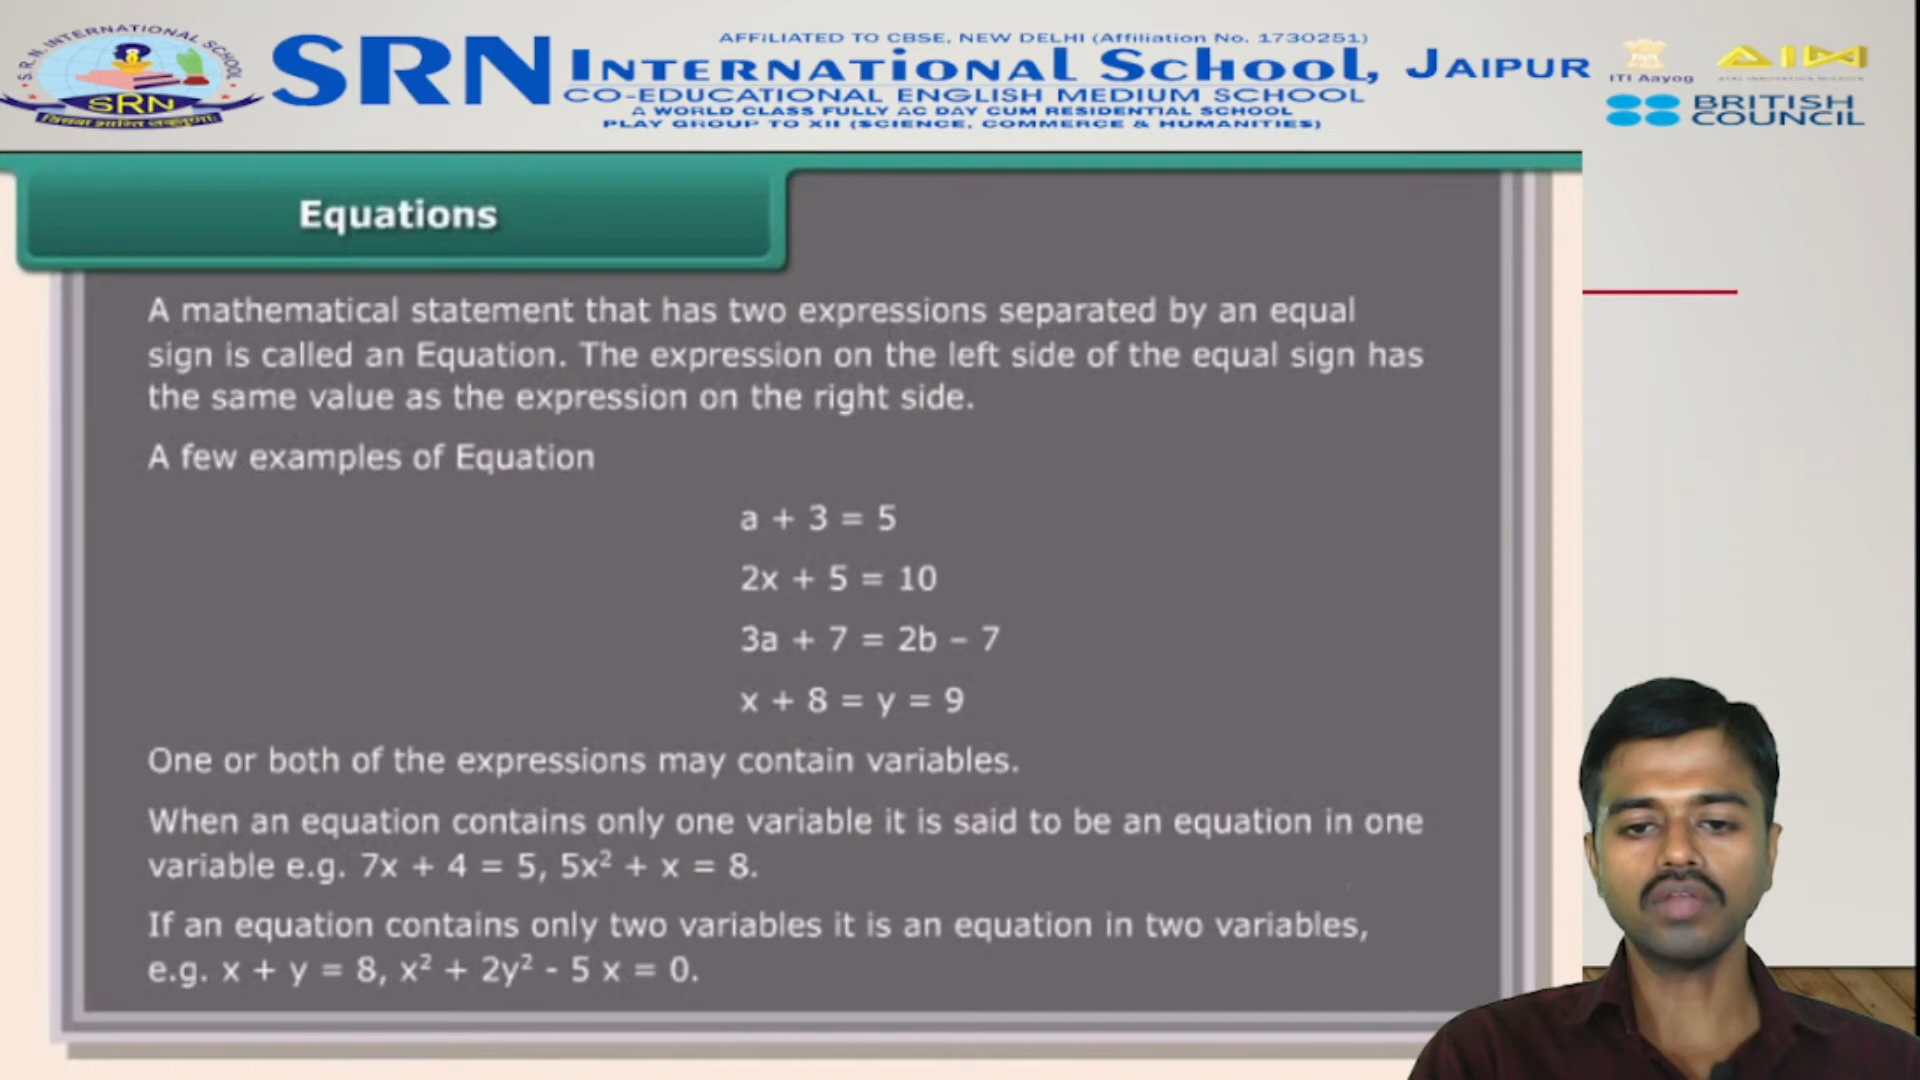 S.R.N. INTERNATIONAL SCHOOL
SRN
AFFILIATED TO CBSE, NEW DELHI (Affiliation No. 1730251)
SRN INTERNATIONAL SCHOOL, JAIPUR
CO-EDUCATIONAL ENGLISH MEDIUM SCHOOL
A WORLD CLASS FULLY AC DAY CUM RESIDENTIAL SCHOOL
PLAY GROUP TO XII (SCIENCE, COMMERCE & HUMANITIES)
ITI Aayog
AIM
BRITISH
COUNCIL
Equations
A mathematical statement that has two expressions separated by an equal
sign is called an Equation. The expression on the left side of the equal sign has
the same value as the expression on the right side.
A few examples of Equation
a + 3 = 5
2x + 5 = 10
3a + 7 = 2b – 7
x + 8 = y = 9
One or both of the expressions may contain variables.
When an equation contains only one variable it is said to be an equation in one
variable e.g. 7x + 4 = 5, 5x² + x = 8.
If an equation contains only two variables it is an equation in two variables,
e.g. x + y = 8, x² + 2y² - 5 x = 0.